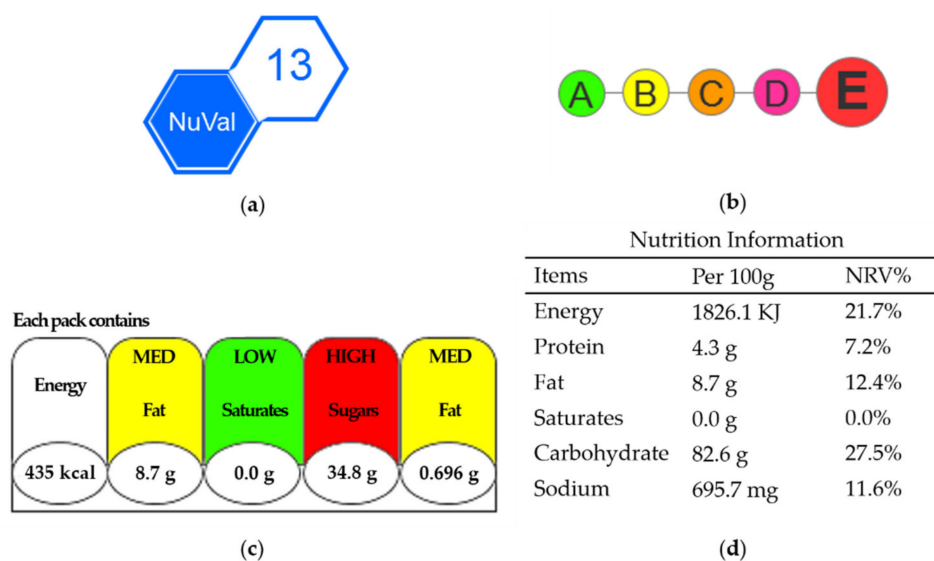 13
NuVal
(a)
A B C D E
(b)
Each pack contains
Energy
435 kcal
MED
Fat
8.7 g
LOW
Saturates
0.0 g
HIGH
Sugars
34.8 g
MED
Fat
0.696 g
(c)
Nutrition Information
Items Per 100g NRV%
Energy 1826.1 KJ 21.7%
Protein 4.3 g 7.2%
Fat 8.7 g 12.4%
Saturates 0.0 g 0.0%
Carbohydrate 82.6 g 27.5%
Sodium 695.7 mg 11.6%
(d)